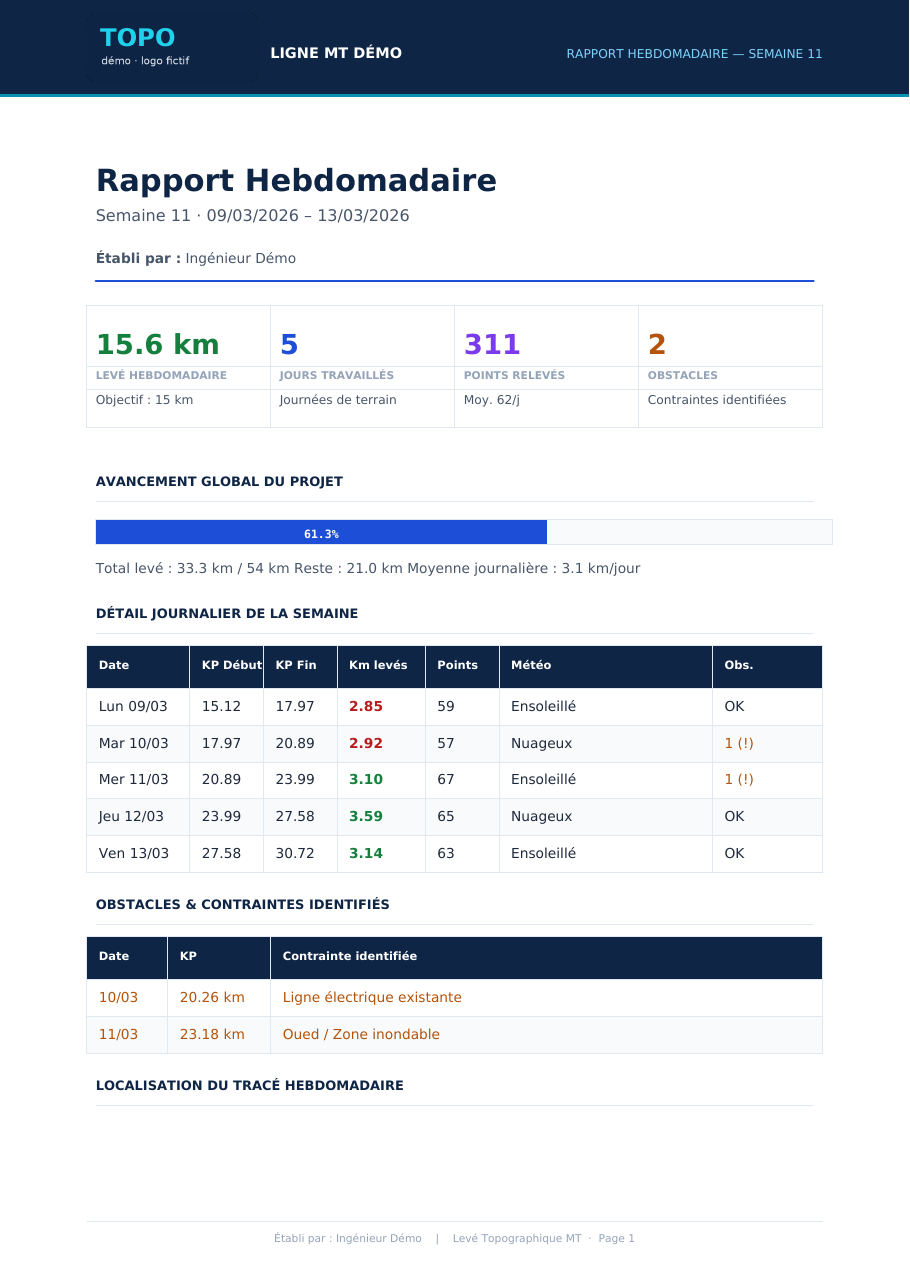 TOPO
démo · logo fictif
LIGNE MT DÉMO
RAPPORT HEBDOMADAIRE — SEMAINE 11
Rapport Hebdomadaire
Semaine 11 · 09/03/2026 – 13/03/2026
Établi par : Ingénieur Démo
15.6 km 5 311 2
LEVÉ HEBDOMADAIRE JOURS TRAVAILLÉS POINTS RELEVÉS OBSTACLES
Objectif : 15 km Journées de terrain Moy. 62/j Contraintes identifiées
AVANCEMENT GLOBAL DU PROJET
61.3%
Total levé : 33.3 km / 54 km Reste : 21.0 km Moyenne journalière : 3.1 km/jour
DÉTAIL JOURNALIER DE LA SEMAINE
Date KP Début KP Fin Km levés Points Météo Obs.
Lun 09/03 15.12 17.97 2.85 59 Ensoleillé OK
Mar 10/03 17.97 20.89 2.92 57 Nuageux 1 (!)
Mer 11/03 20.89 23.99 3.10 67 Ensoleillé 1 (!)
Jeu 12/03 23.99 27.58 3.59 65 Nuageux OK
Ven 13/03 27.58 30.72 3.14 63 Ensoleillé OK
OBSTACLES & CONTRAINTES IDENTIFIÉS
Date KP Contrainte identifiée
10/03 20.26 km Ligne électrique existante
11/03 23.18 km Oued / Zone inondable
LOCALISATION DU TRACÉ HEBDOMADAIRE
Établi par : Ingénieur Démo | Levé Topographique MT · Page 1